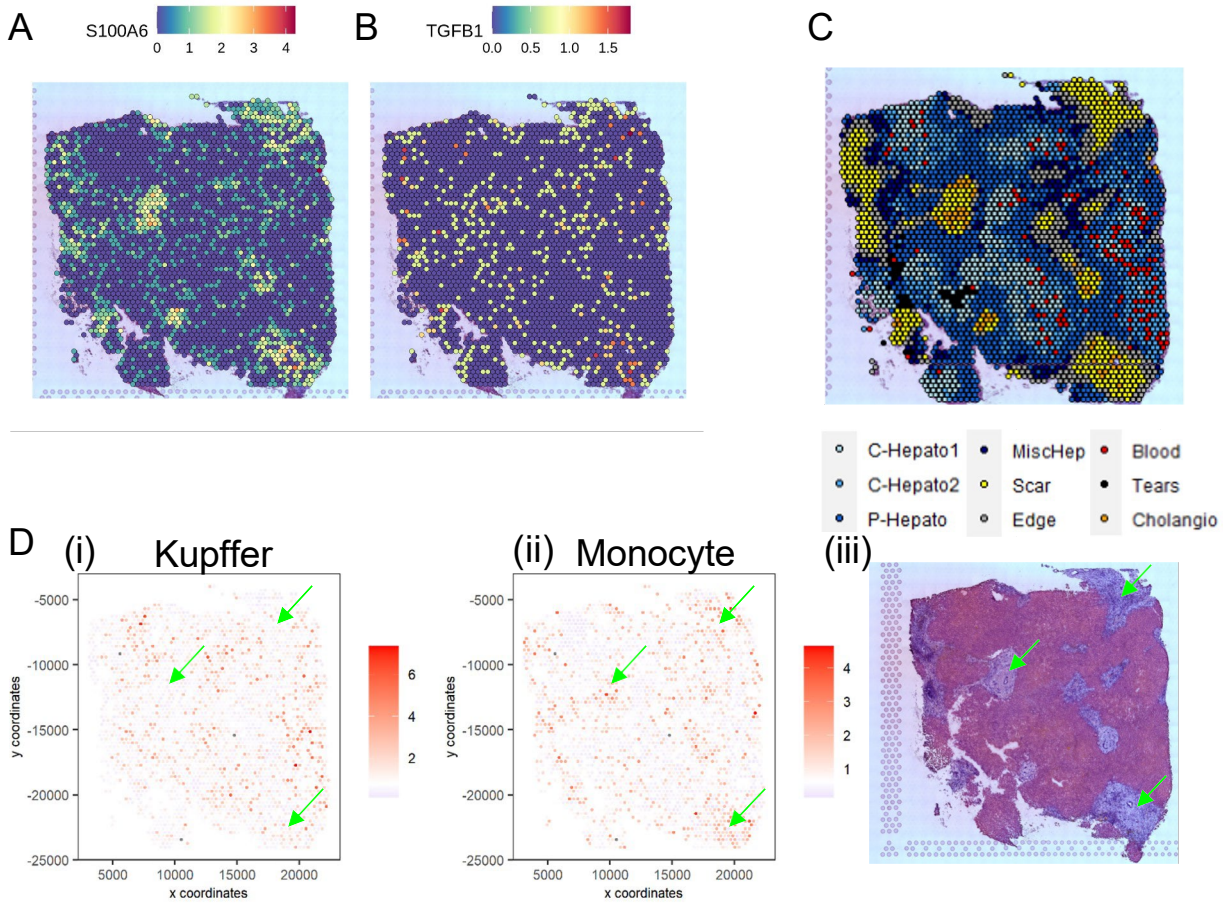 A
S100A6
0 1 2 3 4
B
TGFB1
0.0 0.5 1.0 1.5
C
C-Hepato1
MiscHep
Blood
C-Hepato2
Scar
Tears
P-Hepato
Edge
Cholangio
D
(i)
Kupffer
-5000
-10000
-15000
-20000
-25000
y coordinates
5000 10000 15000 20000
x coordinates
6
4
2
(ii)
Monocyte
-5000
-10000
-15000
-20000
-25000
y coordinates
5000 10000 15000 20000
x coordinates
4
3
2
1
(iii)